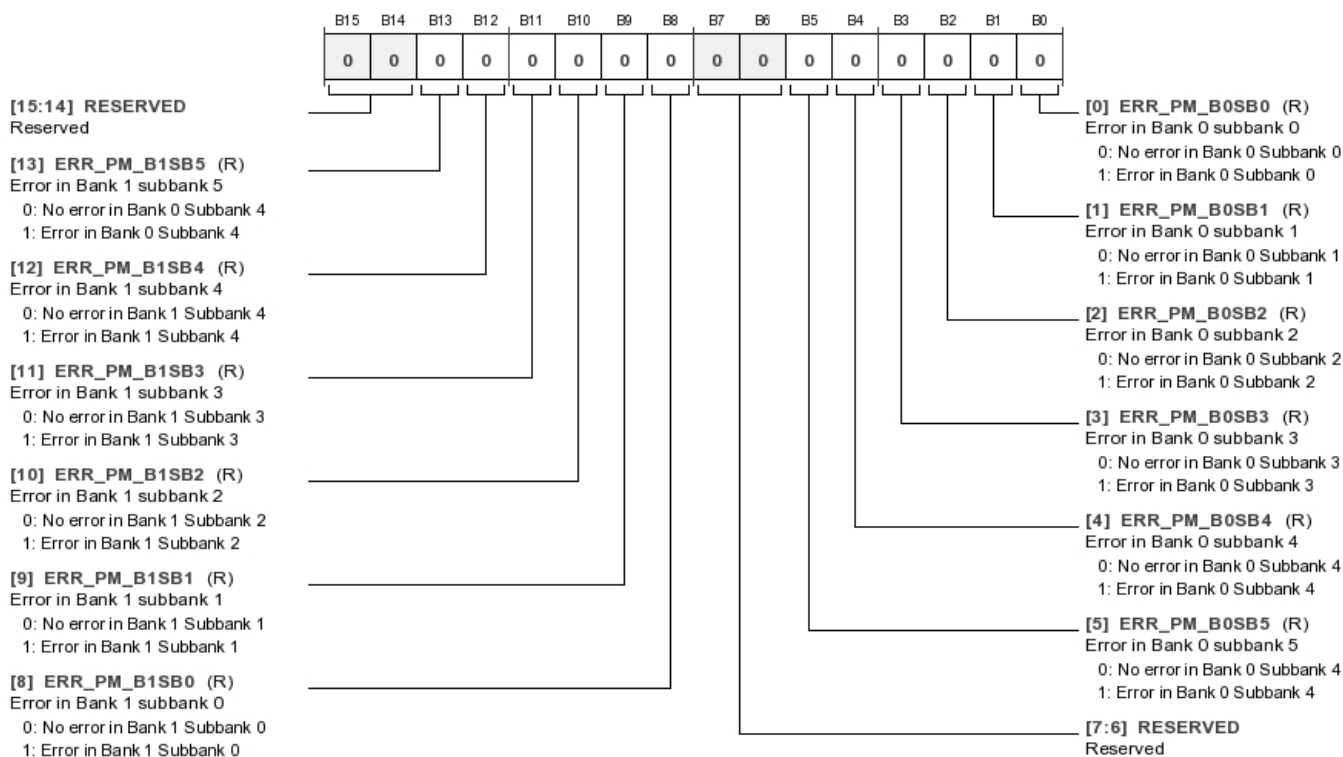 B15 B14 B13 B12 B11 B10 B9 B8 B7 B6 B5 B4 B3 B2 B1 B0
0 0 0 0 0 0 0 0 0 0 0 0 0 0 0 0
[15:14] RESERVED
Reserved
[13] ERR_PM_B1SB5 (R)
Error in Bank 1 subbank 5
0: No error in Bank 0 Subbank 4
1: Error in Bank 0 Subbank 4
[12] ERR_PM_B1SB4 (R)
Error in Bank 1 subbank 4
0: No error in Bank 1 Subbank 4
1: Error in Bank 1 Subbank 4
[11] ERR_PM_B1SB3 (R)
Error in Bank 1 subbank 3
0: No error in Bank 1 Subbank 3
1: Error in Bank 1 Subbank 3
[10] ERR_PM_B1SB2 (R)
Error in Bank 1 subbank 2
0: No error in Bank 1 Subbank 2
1: Error in Bank 1 Subbank 2
[9] ERR_PM_B1SB1 (R)
Error in Bank 1 subbank 1
0: No error in Bank 1 Subbank 1
1: Error in Bank 1 Subbank 1
[8] ERR_PM_B1SB0 (R)
Error in Bank 1 subbank 0
0: No error in Bank 1 Subbank 0
1: Error in Bank 1 Subbank 0
[0] ERR_PM_B0SB0 (R)
Error in Bank 0 subbank 0
0: No error in Bank 0 Subbank 0
1: Error in Bank 0 Subbank 0
[1] ERR_PM_B0SB1 (R)
Error in Bank 0 subbank 1
0: No error in Bank 0 Subbank 1
1: Error in Bank 0 Subbank 1
[2] ERR_PM_B0SB2 (R)
Error in Bank 0 subbank 2
0: No error in Bank 0 Subbank 2
1: Error in Bank 0 Subbank 2
[3] ERR_PM_B0SB3 (R)
Error in Bank 0 subbank 3
0: No error in Bank 0 Subbank 3
1: Error in Bank 0 Subbank 3
[4] ERR_PM_B0SB4 (R)
Error in Bank 0 subbank 4
0: No error in Bank 0 Subbank 4
1: Error in Bank 0 Subbank 4
[5] ERR_PM_B0SB5 (R)
Error in Bank 0 subbank 5
0: No error in Bank 0 Subbank 4
1: Error in Bank 0 Subbank 4
[7:6] RESERVED
Reserved